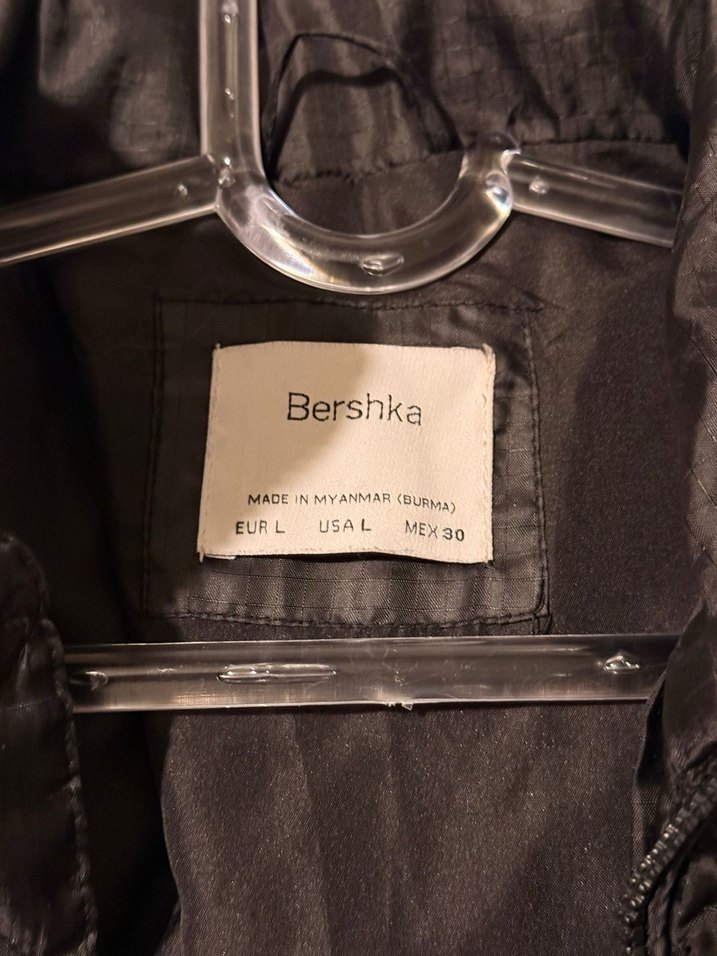 Bershka
MADE IN MYANMAR (BURMA)
EUR L USA L MEX 30